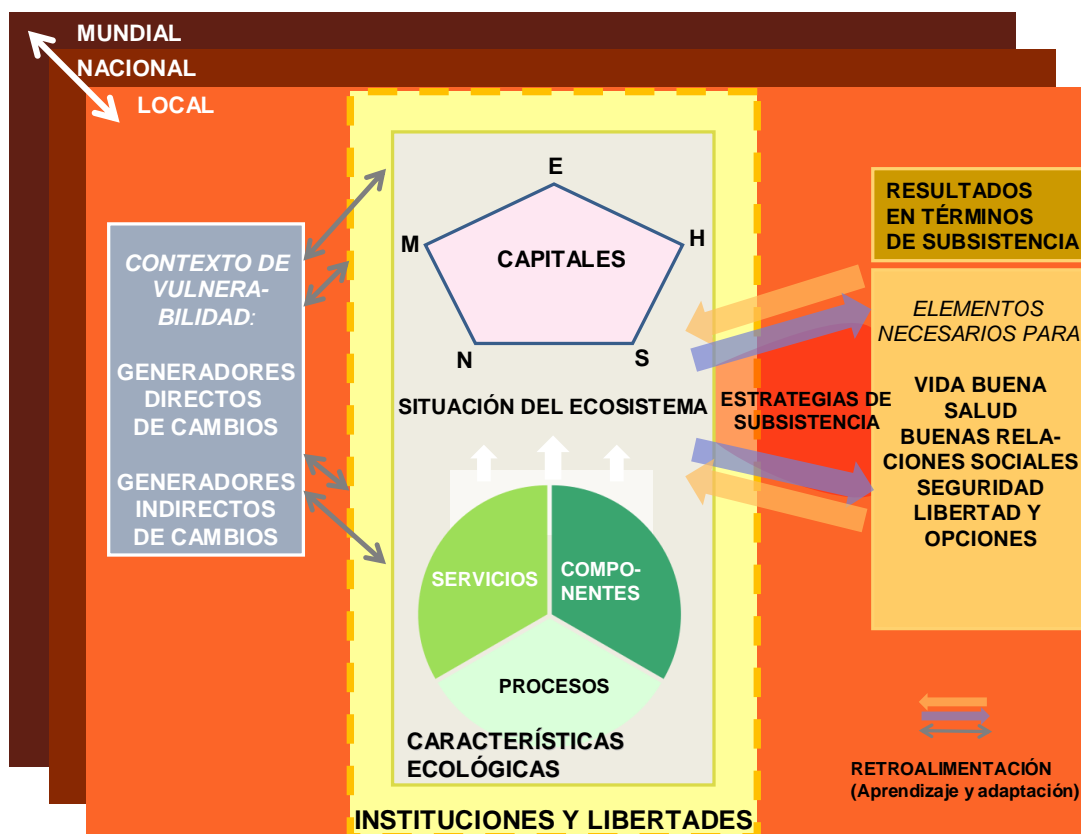 MUNDIAL
NACIONAL
LOCAL
CONTEXTO DE
VULNERA-
BILIDAD:
GENERADORES
DIRECTOS
DE CAMBIOS
GENERADORES
INDIRECTOS
DE CAMBIOS
E
M
H
CAPITALES
N
S
SITUACIÓN DEL ECOSISTEMA
SERVICIOS
COMPO-
NENTES
PROCESOS
CARACTERÍSTICAS
ECOLÓGICAS
INSTITUCIONES Y LIBERTADES
ESTRATEGIAS DE
SUBSISTENCIA
RESULTADOS
EN TÉRMINOS
DE SUBSISTENCIA
ELEMENTOS
NECESARIOS PARA
VIDA BUENA
SALUD
BUENAS RELA-
CIONES SOCIALES
SEGURIDAD
LIBERTAD Y
OPCIONES
RETROALIMENTACIÓN
(Aprendizaje y adaptación)